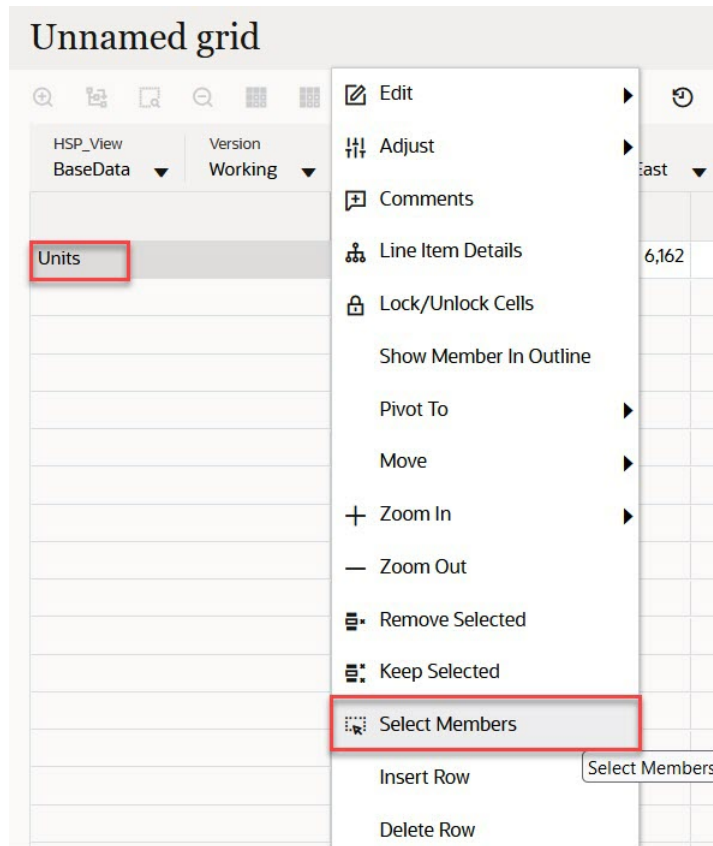 Unnamed grid
HSP_View
BaseData
Version
Working
East
Units
6,162
Edit
Adjust
Comments
Line Item Details
Lock/Unlock Cells
Show Member In Outline
Pivot To
Move
Zoom In
Zoom Out
Remove Selected
Keep Selected
Select Members
Select Members
Insert Row
Delete Row